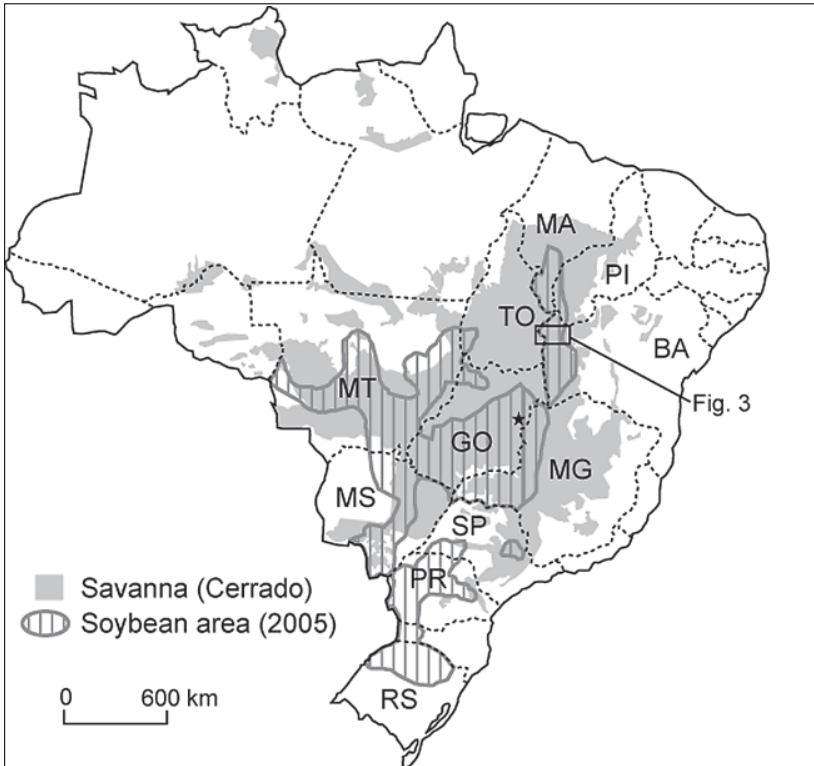 MA
PI
TO
BA
Fig. 3
MT
GO
MG
MS
SP
PR
Savanna (Cerrado)
Soybean area (2005)
0 600 km
RS